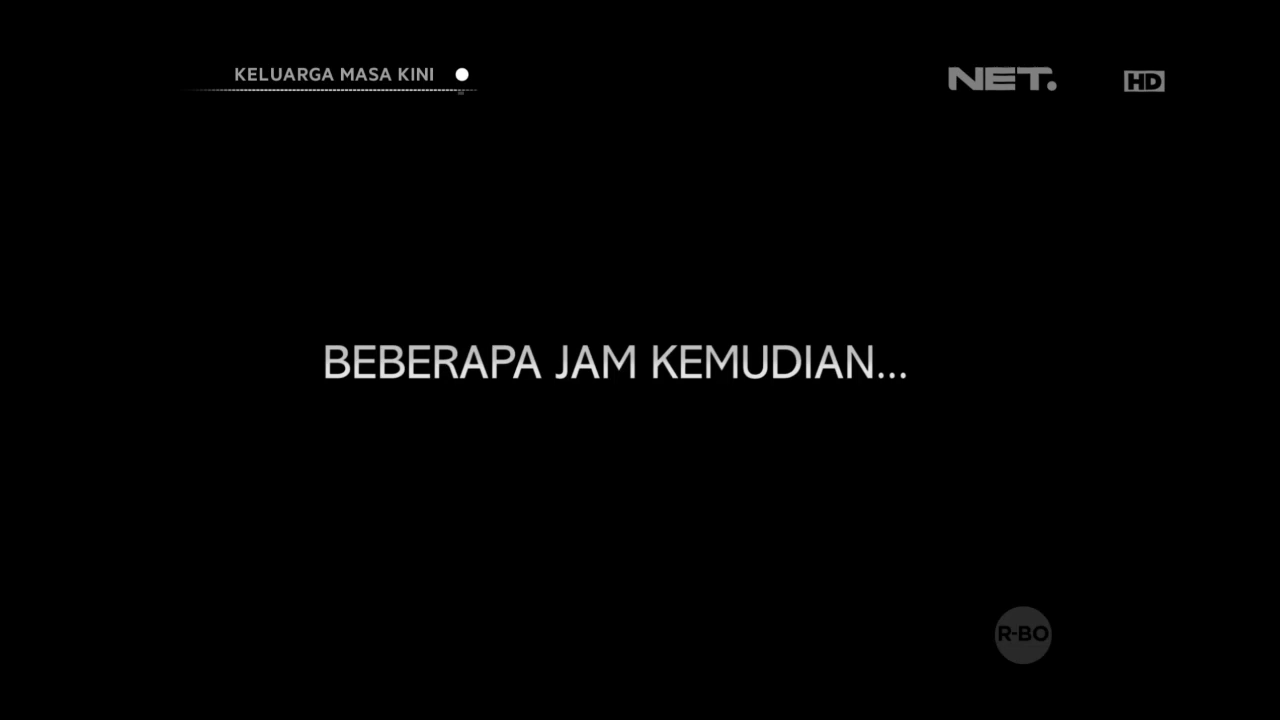 KELUARGA MASA KINI
NET.
HD
BEBERAPA JAM KEMUDIAN...
R-BO